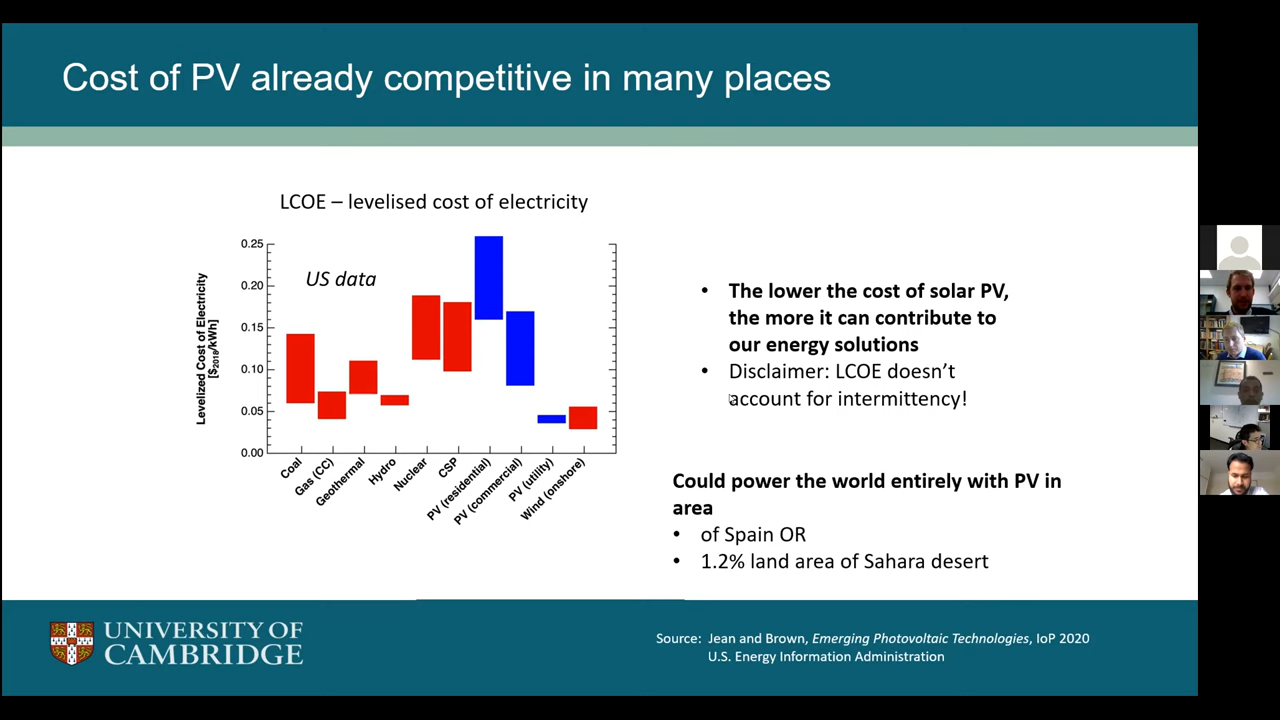 Cost of PV already competitive in many places
LCOE – levelised cost of electricity
US data
Levelized Cost of Electricity
[$2018/kWh]
0.25
0.20
0.15
0.10
0.05
0.00
Coal
Gas (CC)
Geothermal
Hydro
Nuclear
CSP
PV (residential)
PV (commercial)
PV (utility)
Wind (onshore)
• The lower the cost of solar PV,
the more it can contribute to
our energy solutions
• Disclaimer: LCOE doesn’t
account for intermittency!
Could power the world entirely with PV in
area
• of Spain OR
• 1.2% land area of Sahara desert
UNIVERSITY OF
CAMBRIDGE
Source: Jean and Brown, Emerging Photovoltaic Technologies, IoP 2020
U.S. Energy Information Administration